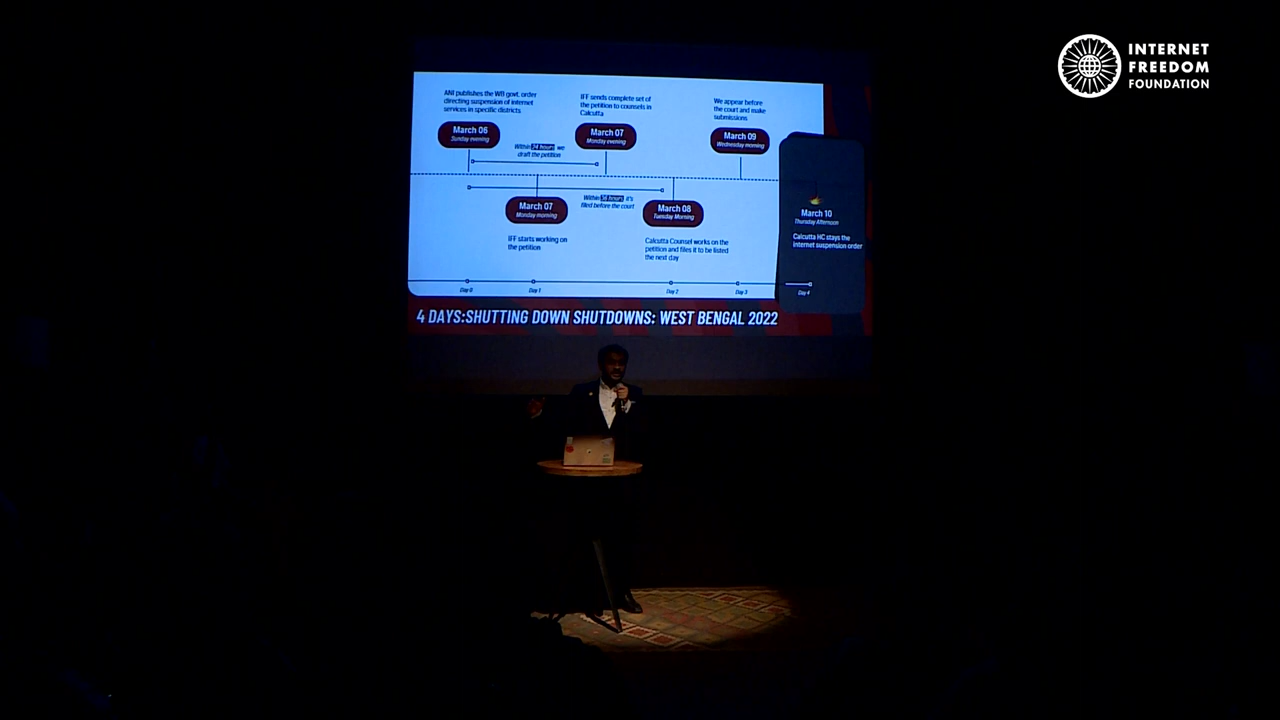 INTERNET
FREEDOM
FOUNDATION
ANI publishes the WB govt. order
directing suspension of internet
services in specific districts
March 06
Sunday evening
IFF sends complete set of
the petition to counsels in
Calcutta
March 07
Monday evening
We appear before
the court and make
submissions
March 09
Wednesday morning
Within 24 hours we
draft the petition
Within 36 hours it's
filed before the court
March 07
Monday morning
IFF starts working on
the petition
March 08
Tuesday Morning
Calcutta Counsel works on the
petition and files it to be listed
the next day
March 10
Thursday Afternoon
Calcutta HC stays the
internet suspension order
Day 0
Day 1
Day 2
Day 3
Day 4
4 DAYS:SHUTTING DOWN SHUTDOWNS: WEST BENGAL 2022